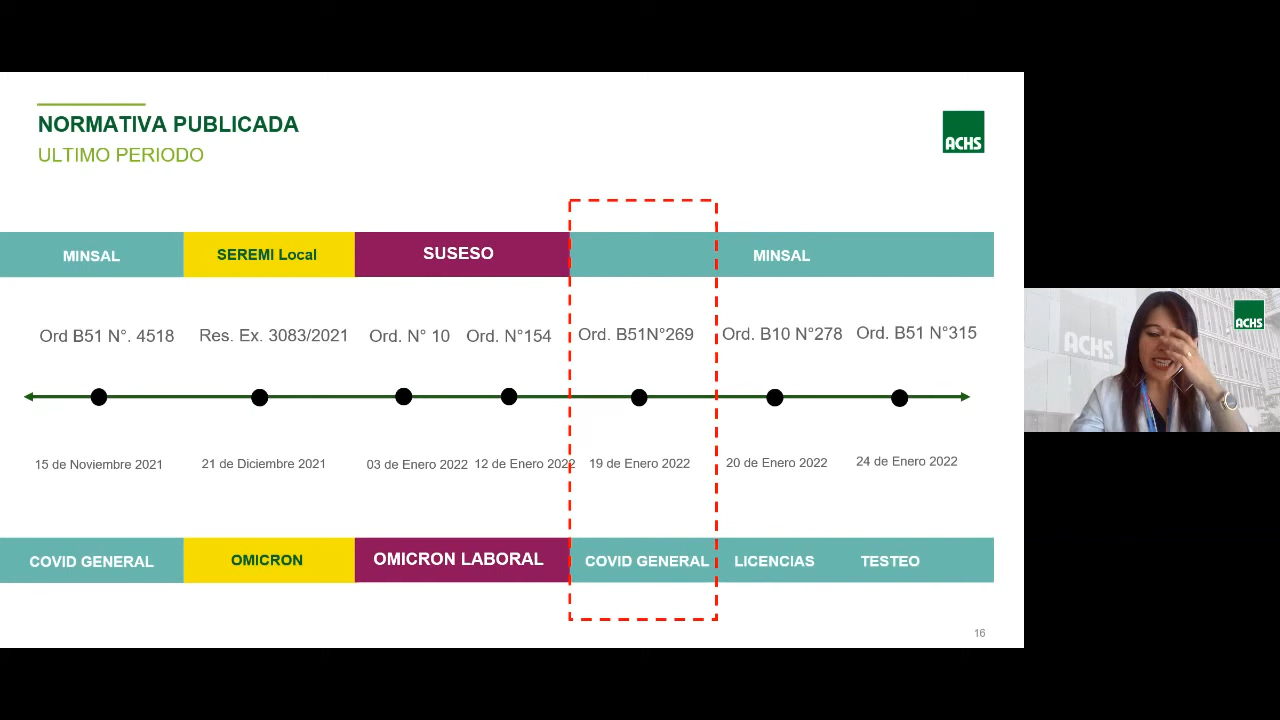 NORMATIVA PUBLICADA
ULTIMO PERIODO
ACHS
MINSAL SEREMI Local SUSESO MINSAL
Ord B51 N°. 4518 Res. Ex. 3083/2021 Ord. N° 10 Ord. N°154 Ord. B51N°269 Ord. B10 N°278 Ord. B51 N°315
15 de Noviembre 2021 21 de Diciembre 2021 03 de Enero 2022 12 de Enero 2022 19 de Enero 2022 20 de Enero 2022 24 de Enero 2022
COVID GENERAL OMICRON OMICRON LABORAL COVID GENERAL LICENCIAS TESTEO
16
ACHS
ACHS